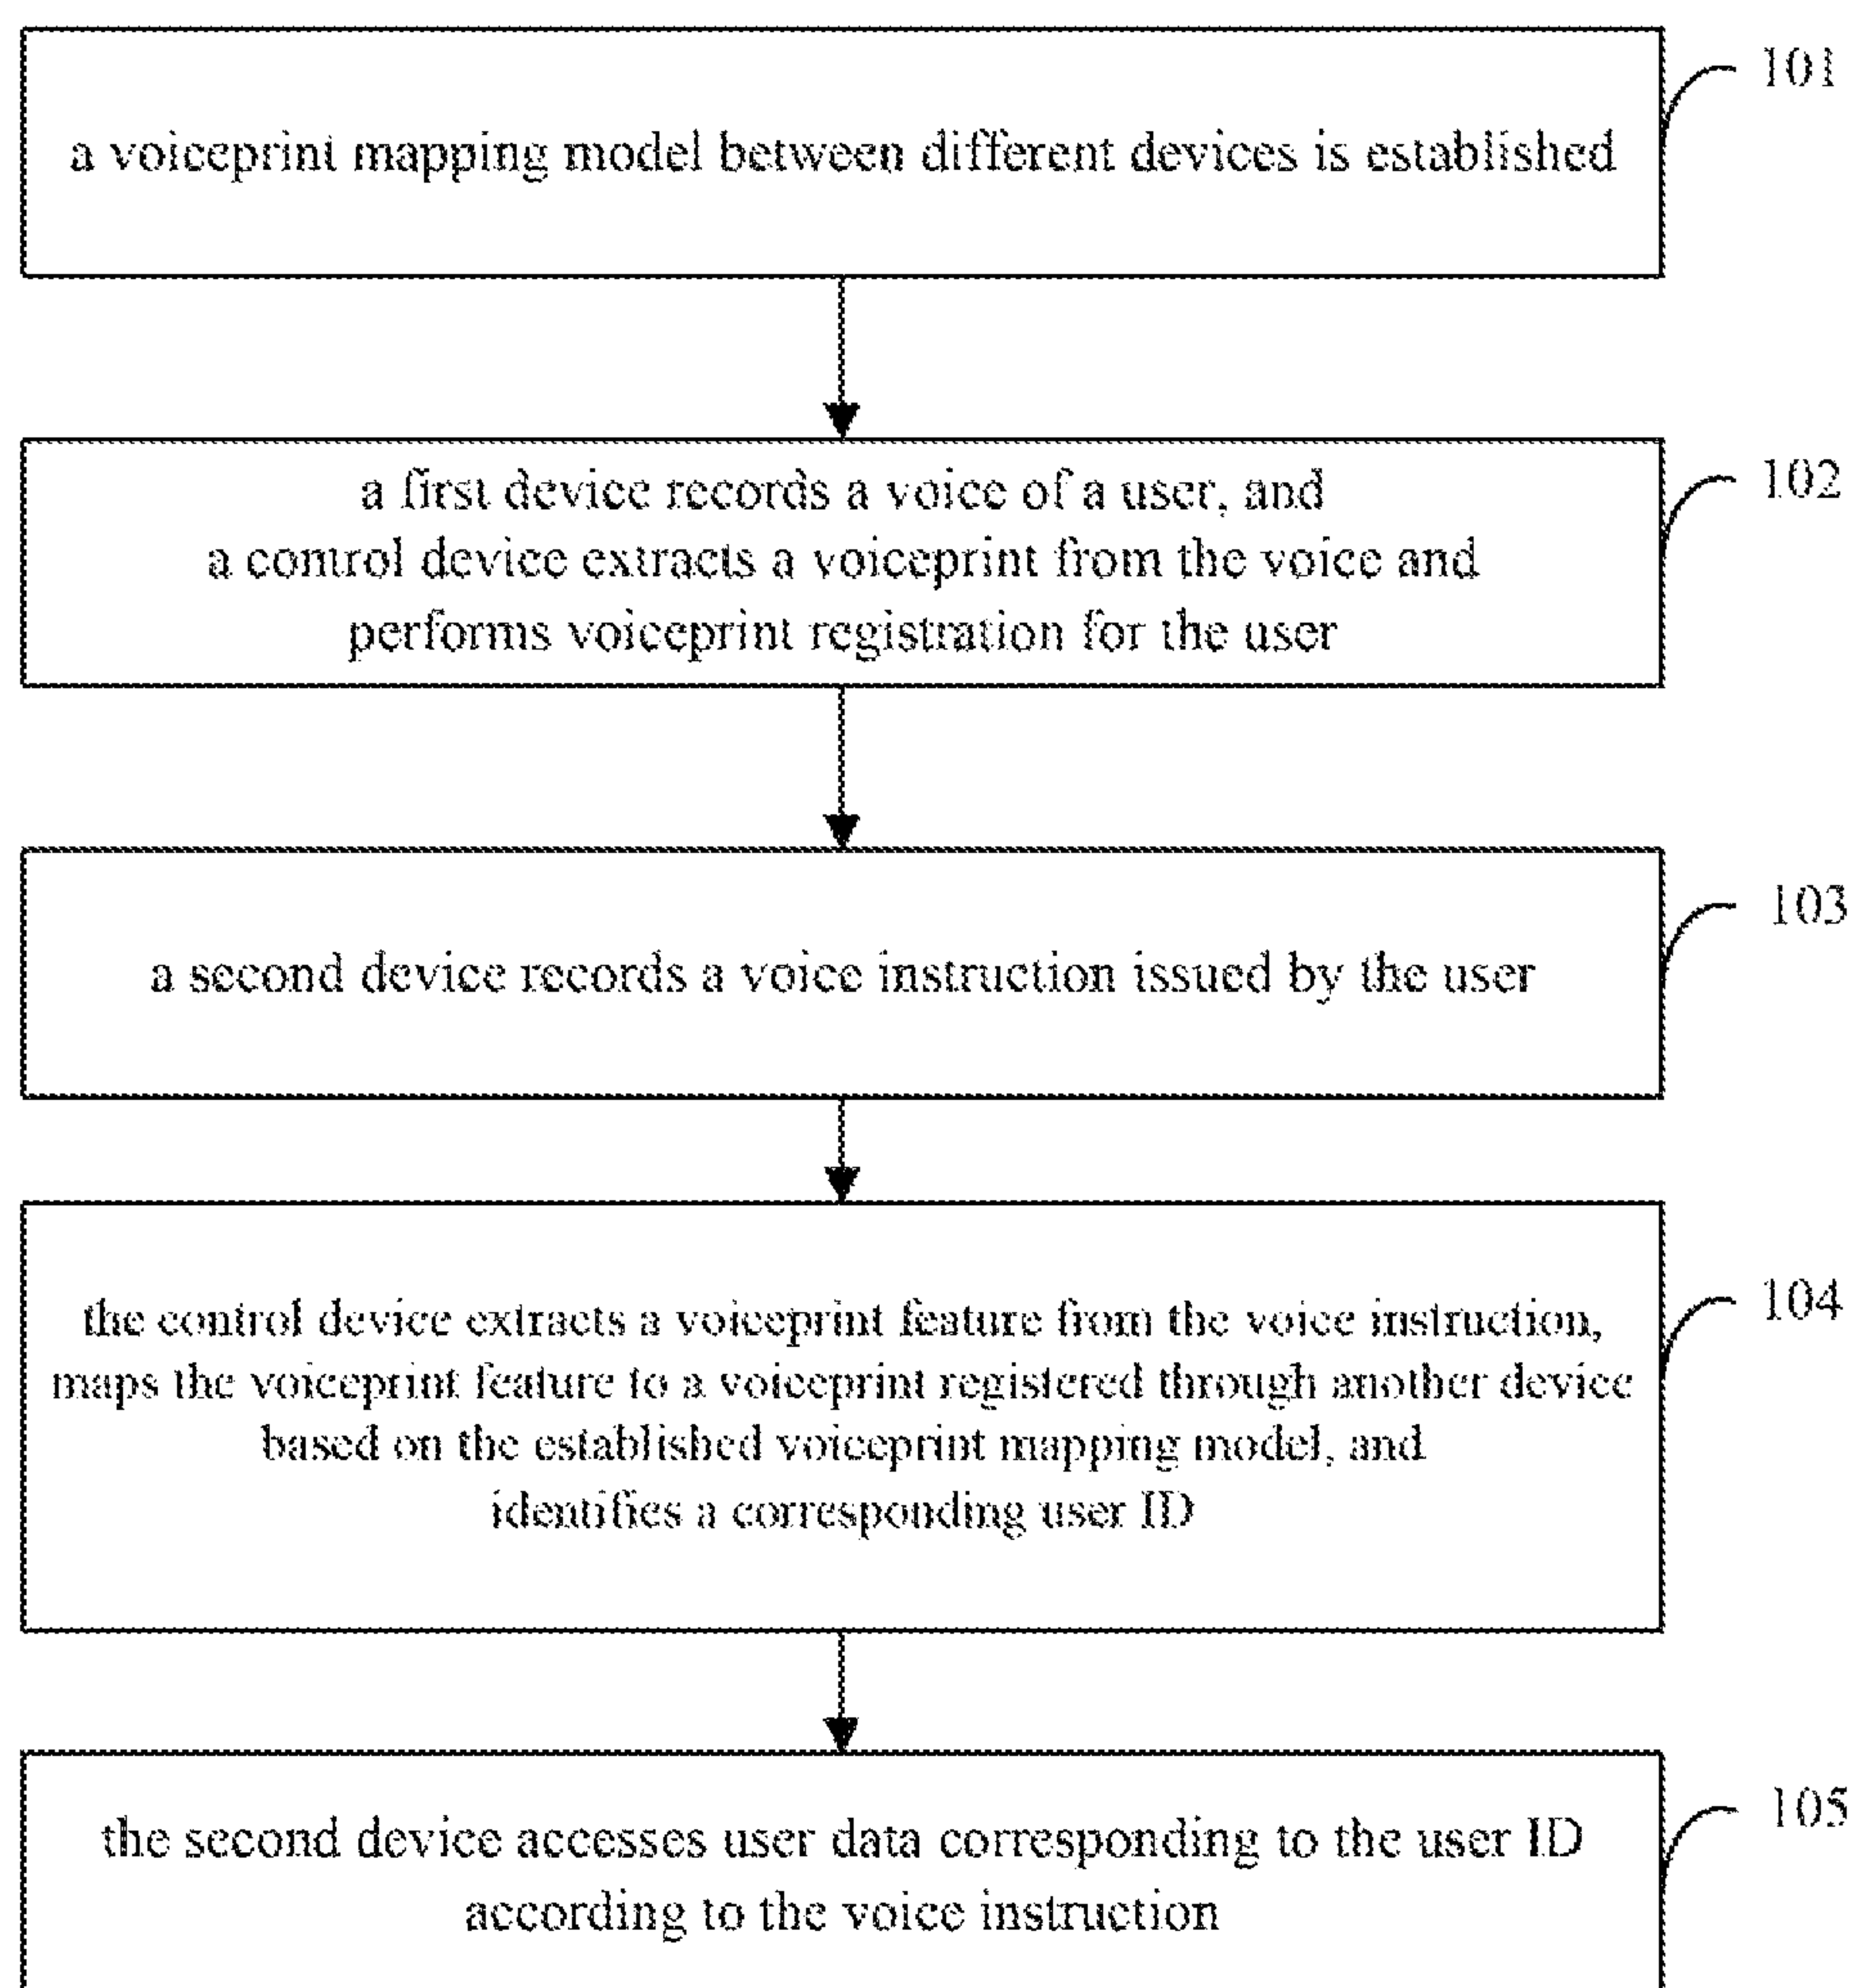 101
a voiceprint mapping model between different devices is established
102
a first device records a voice of a user, and
a control device extracts a voiceprint from the voice and
performs voiceprint registration for the user
103
a second device records a voice instruction issued by the user
104
the control device extracts a voiceprint feature from the voice instruction,
maps the voiceprint feature to a voiceprint registered through another device
based on the established voiceprint mapping model, and
identifies a corresponding user ID
105
the second device accesses user data corresponding to the user ID
according to the voice instruction